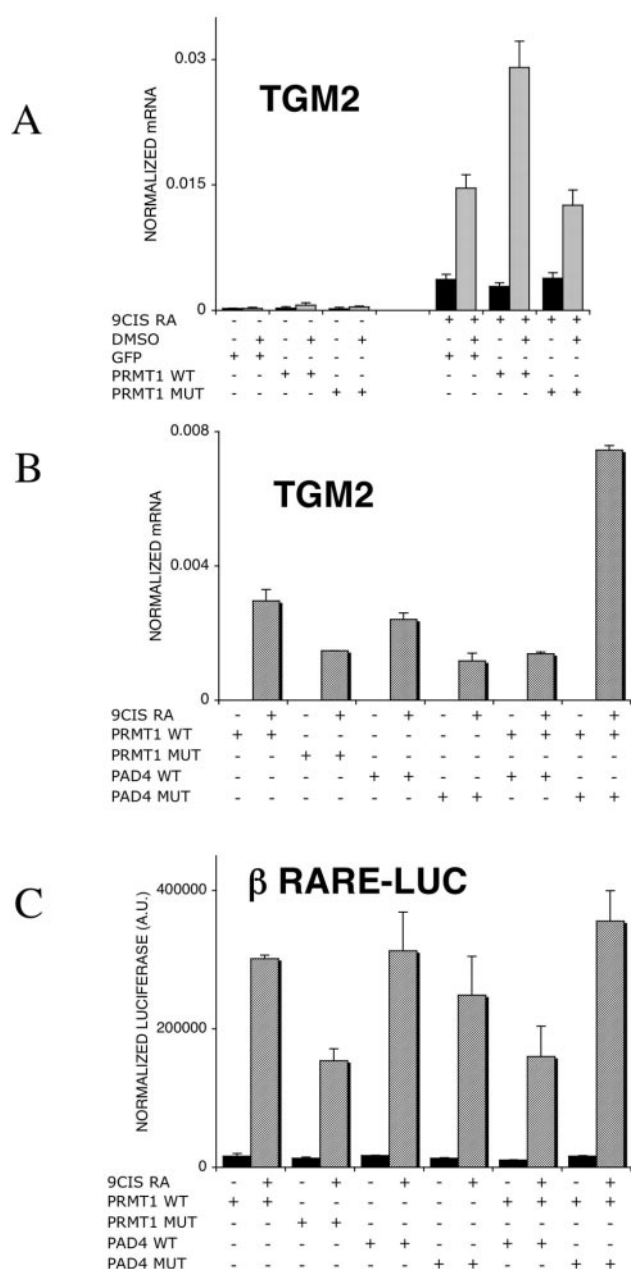 A
TGM2
NORMALIZED mRNA
0.03
0.015
0
9CIS RA - - - - - - + + + + + +
DMSO - + - + - + - + - + - +
GFP + + - - - - + + - - - -
PRMT1 WT - - + + - - - - + + - -
PRMT1 MUT - - - - + + - - - - + +
B
TGM2
NORMALIZED mRNA
0.008
0.004
0
9CIS RA - + - + - + - + - + - +
PRMT1 WT + + - - - - - - + + + +
PRMT1 MUT - - + + - - - - - - - -
PAD4 WT - - - - + + - - + + - -
PAD4 MUT - - - - - - + + - - + +
C
β RARE-LUC
NORMALIZED LUCIFERASE (A.U.)
400000
200000
0
9CIS RA - + - + - + - + - + - +
PRMT1 WT + + - - - - - - + + + +
PRMT1 MUT - - + + - - - - - - - -
PAD4 WT - - - - + + - - + + - -
PAD4 MUT - - - - - - + + - - + +